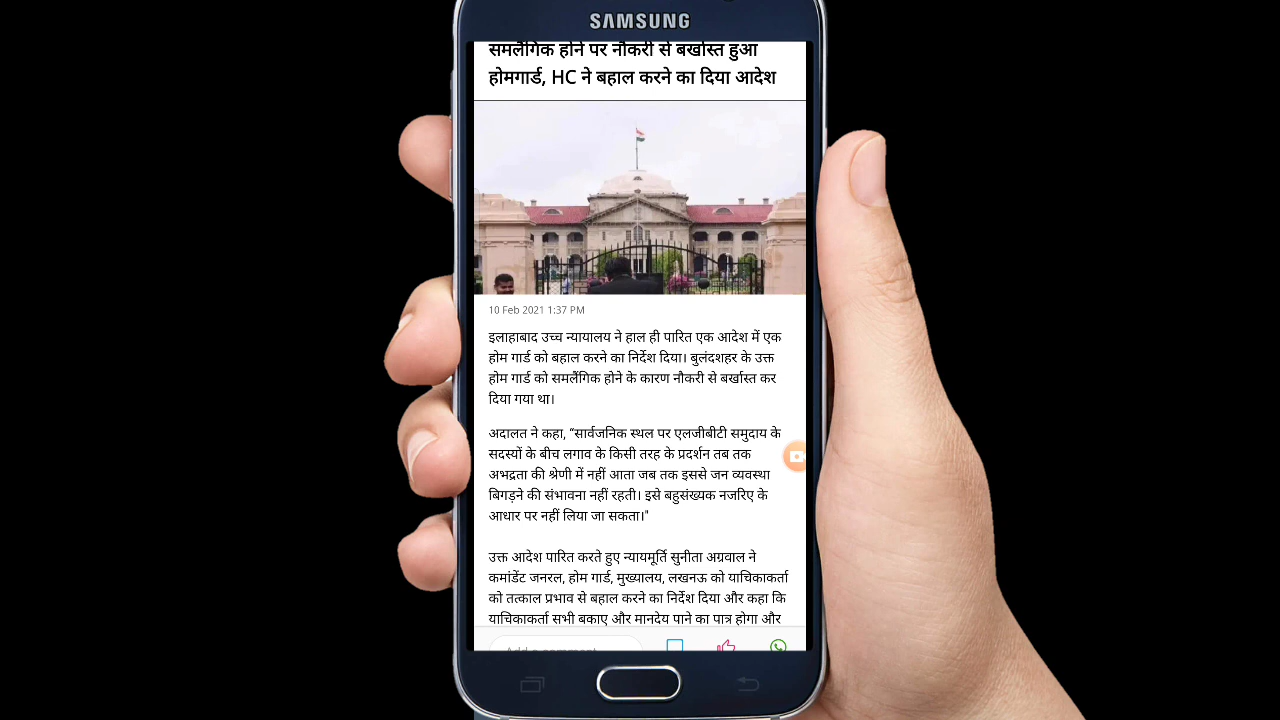 SAMSUNG
समलैंगिक होने पर नौकरी से बर्खास्त हुआ
होमगार्ड, HC ने बहाल करने का दिया आदेश
10 Feb 2021 1:37 PM
इलाहाबाद उच्च न्यायालय ने हाल ही पारित एक आदेश में एक
होम गार्ड को बहाल करने का निर्देश दिया। बुलंदशहर के उक्त
होम गार्ड को समलैंगिक होने के कारण नौकरी से बर्खास्त कर
दिया गया था।
अदालत ने कहा, “सार्वजनिक स्थल पर एलजीबीटी समुदाय के
सदस्यों के बीच लगाव के किसी तरह के प्रदर्शन तब तक
अभद्रता की श्रेणी में नहीं आता जब तक इससे जन व्यवस्था
बिगड़ने की संभावना नहीं रहती। इसे बहुसंख्यक नजरिए के
आधार पर नहीं लिया जा सकता।"
उक्त आदेश पारित करते हुए न्यायमूर्ति सुनीता अग्रवाल ने
कमांडेंट जनरल, होम गार्ड, मुख्यालय, लखनऊ को याचिकाकर्ता
को तत्काल प्रभाव से बहाल करने का निर्देश दिया और कहा कि
याचिकाकर्ता सभी बकाए और मानदेय पाने का पात्र होगा और
Add a comment